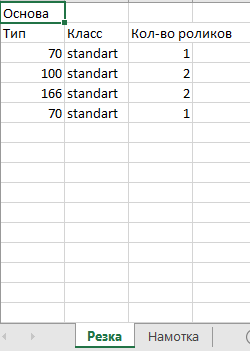 Основа
Тип Класс Кол-во роликов
70 standart 1
100 standart 2
166 standart 2
70 standart 1
Резка Намотка